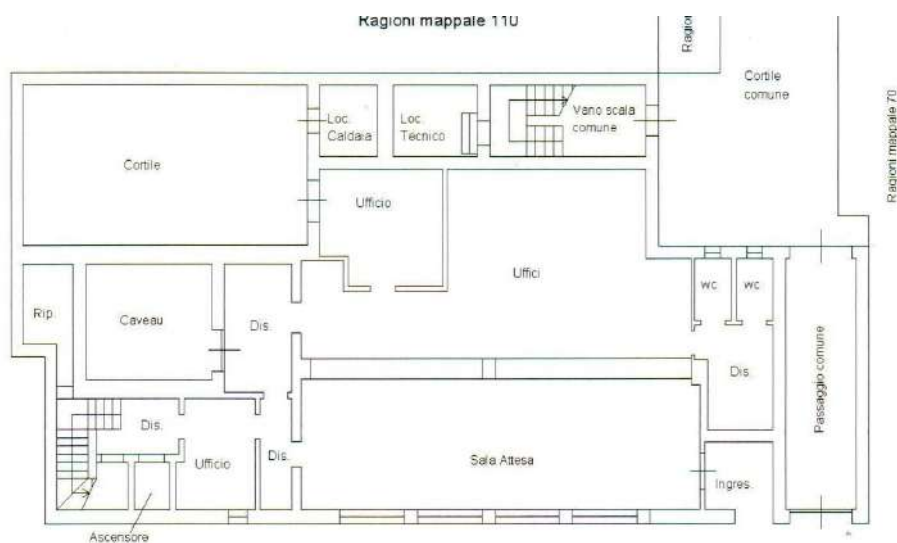 Ragioni mappale 110
Ragioni
Cortile
comune
Ragioni mappale 70
Loc.
Caldaia
Loc.
Tecnico
Vano scala
comune
Cortile
Ufficio
Uffici
wc
wc
Rip.
Caveau
Dis.
Dis.
Passaggio comune
Dis.
Ufficio
Dis.
Sala Attesa
Ingres.
Ascensore